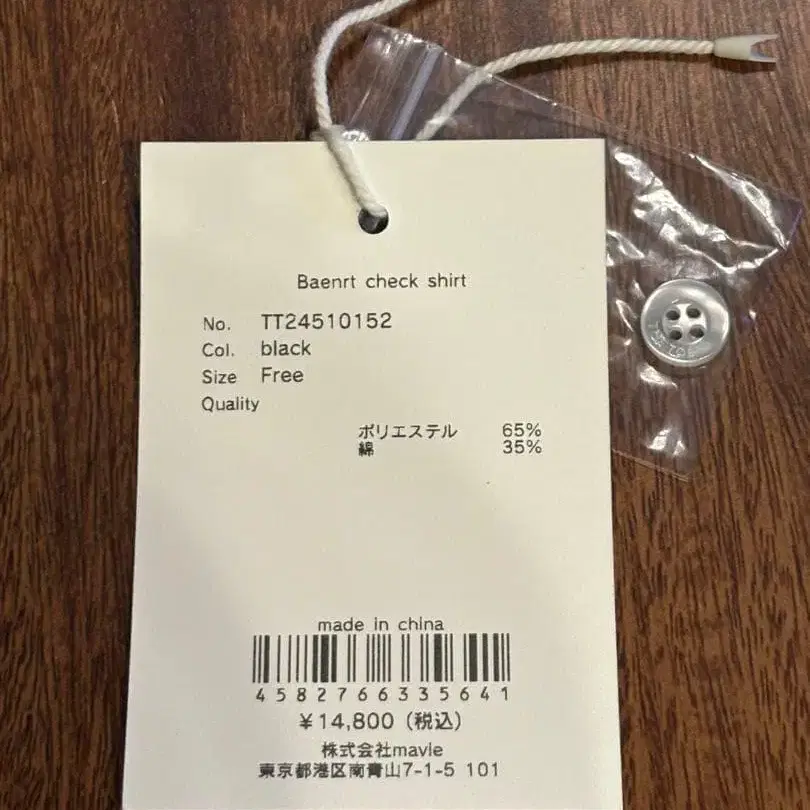 Baenrt check shirt
No. TT24510152
Col. black
Size Free
Quality
ポリエステル 65%
綿 35%
made in china
4582766335641
¥14,800（税込）
株式会社mavie
東京都港区南青山7-1-5 101